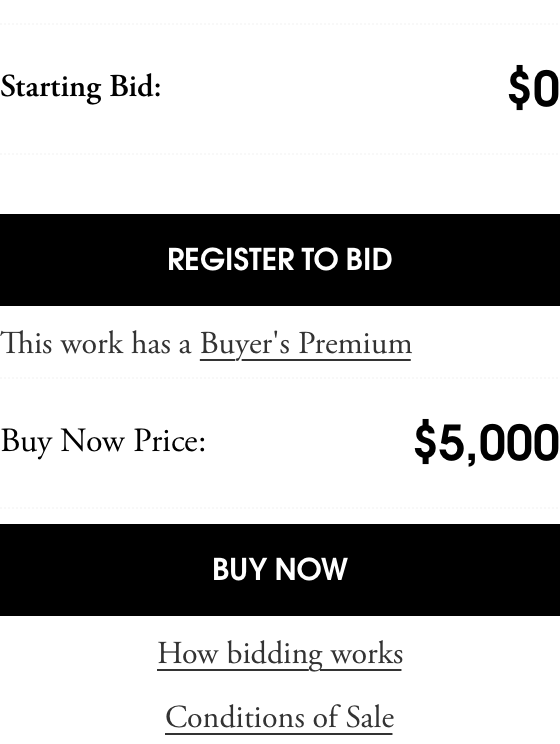 Starting Bid: $0
REGISTER TO BID
This work has a Buyer's Premium
Buy Now Price: $5,000
BUY NOW
How bidding works
Conditions of Sale